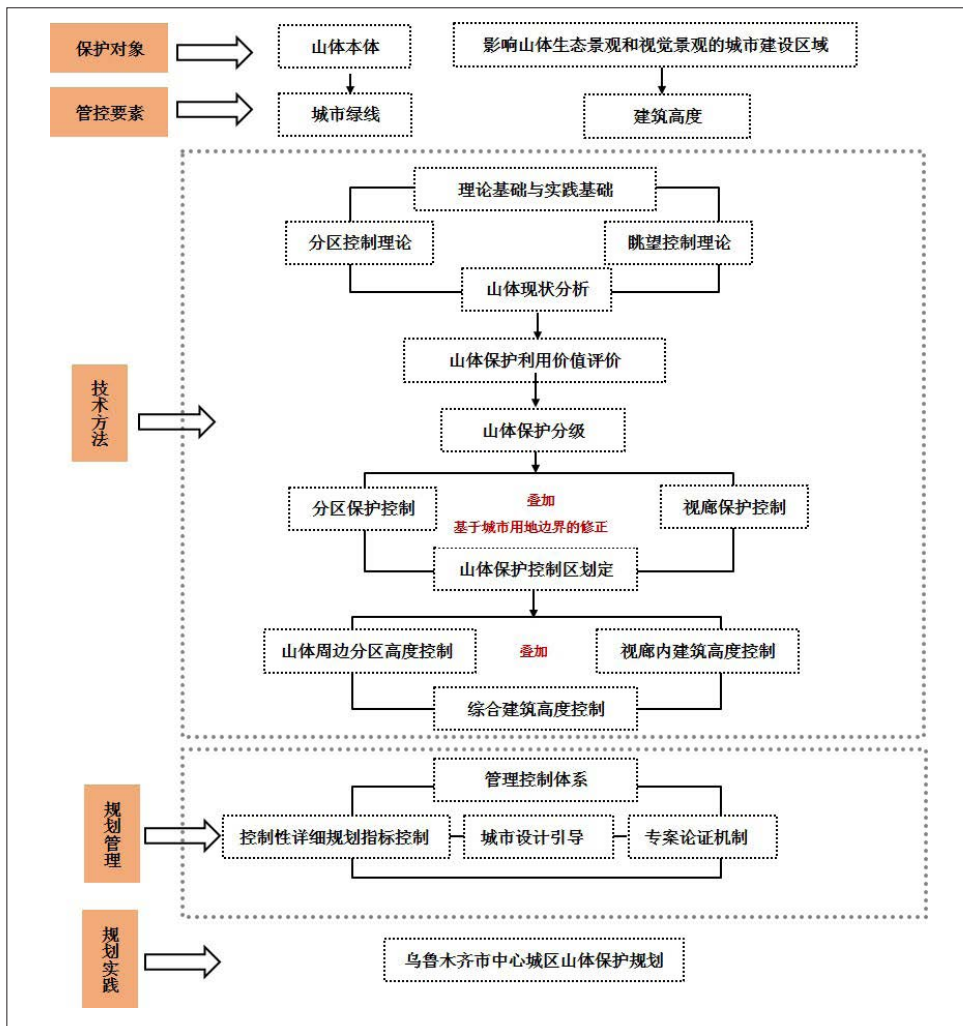 保护对象
山体本体
影响山体生态景观和视觉景观的城市建设区域
管控要素
城市绿线
建筑高度
理论基础与实践基础
分区控制理论
眺望控制理论
山体现状分析
山体保护利用价值评价
技术方法
山体保护分级
分区保护控制
叠加
视廊保护控制
基于城市用地边界的修正
山体保护控制区划定
山体周边分区高度控制
叠加
视廊内建筑高度控制
综合建筑高度控制
管理控制体系
规划管理
控制性详细规划指标控制
城市设计引导
专案论证机制
规划实践
乌鲁木齐市中心城区山体保护规划